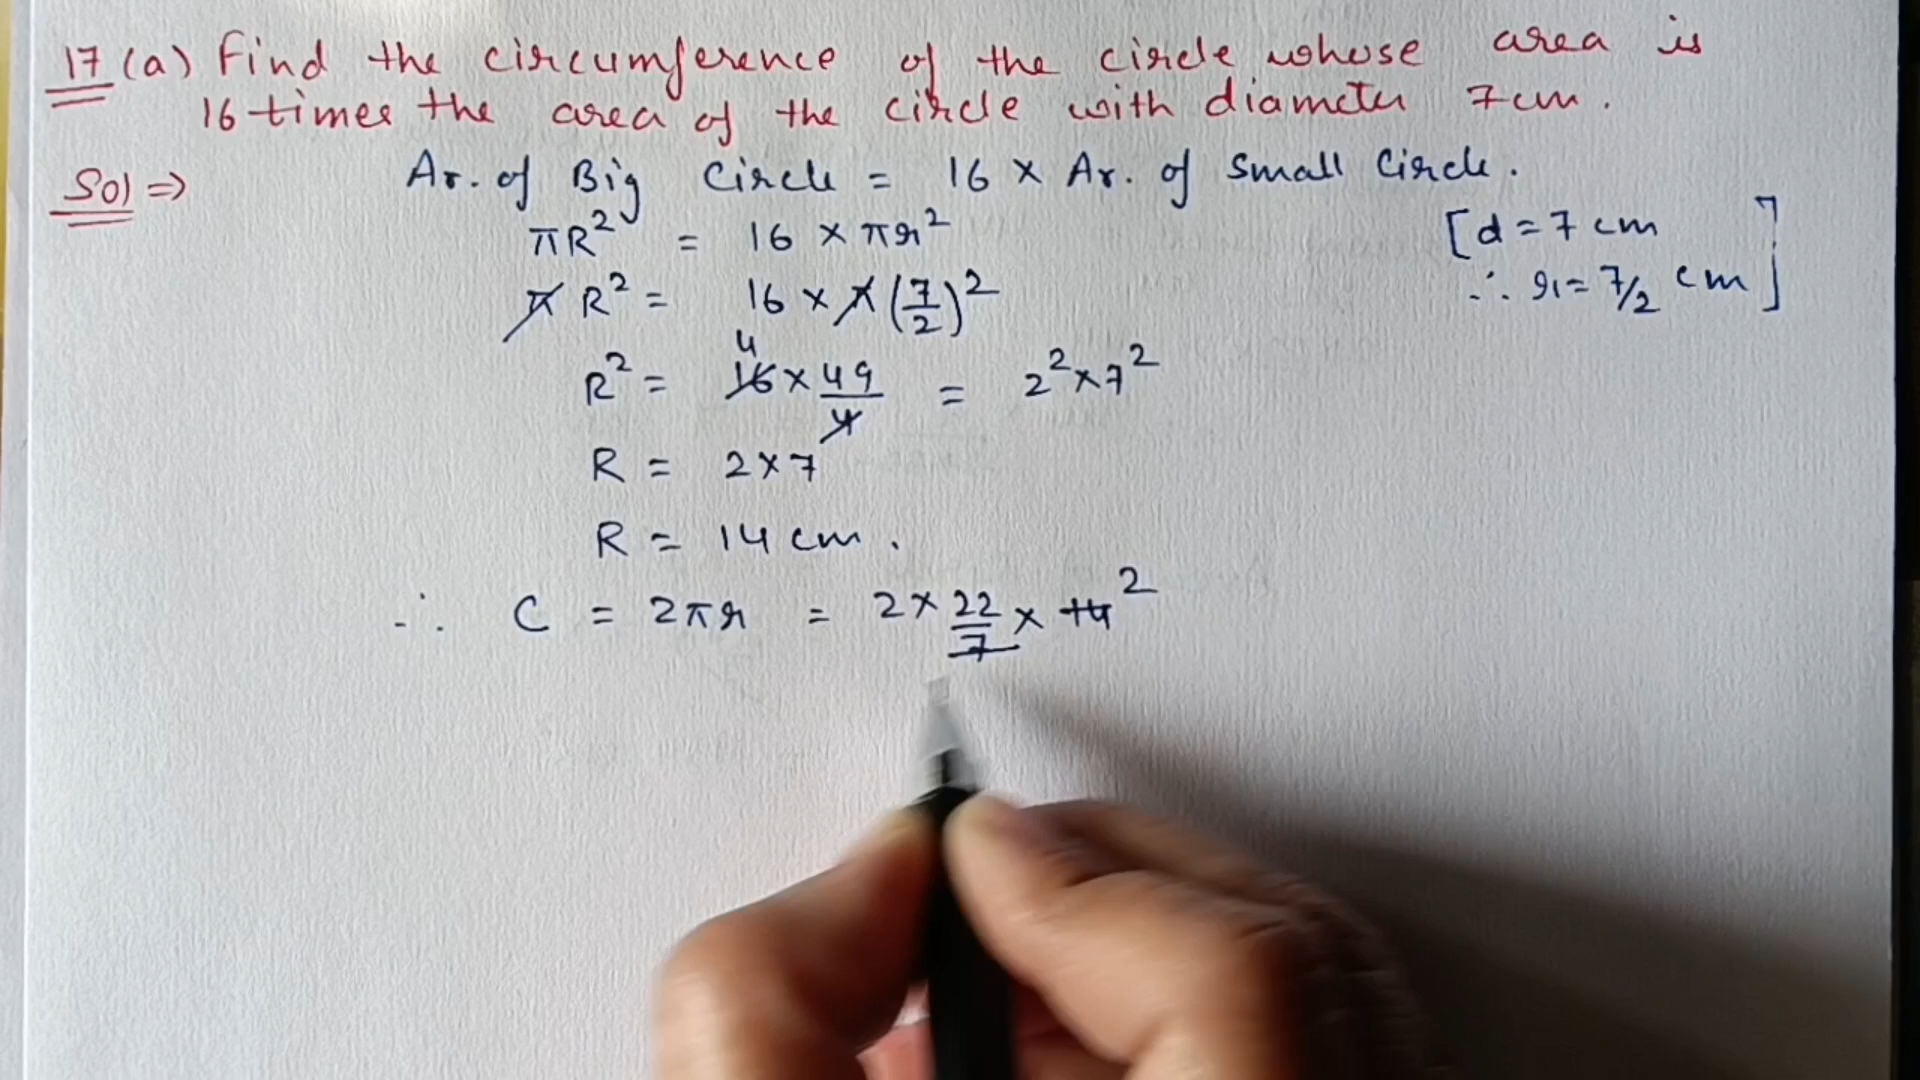 17 (a) Find the circumference of the circle whose area is
16 times the area of the circle with diameter 7cm.
Sol => Ar. of Big Circle = 16 × Ar. of Small Circle.
πR² = 16 × πr² [d = 7 cm
π R² = 16 × π (7/2)² ∴ r = 7/2 cm]
R² = 16 4 × 49/4 = 2² × 7²
R = 2 × 7
R = 14 cm.
∴ C = 2πr = 2 × 22/7 × 14 2